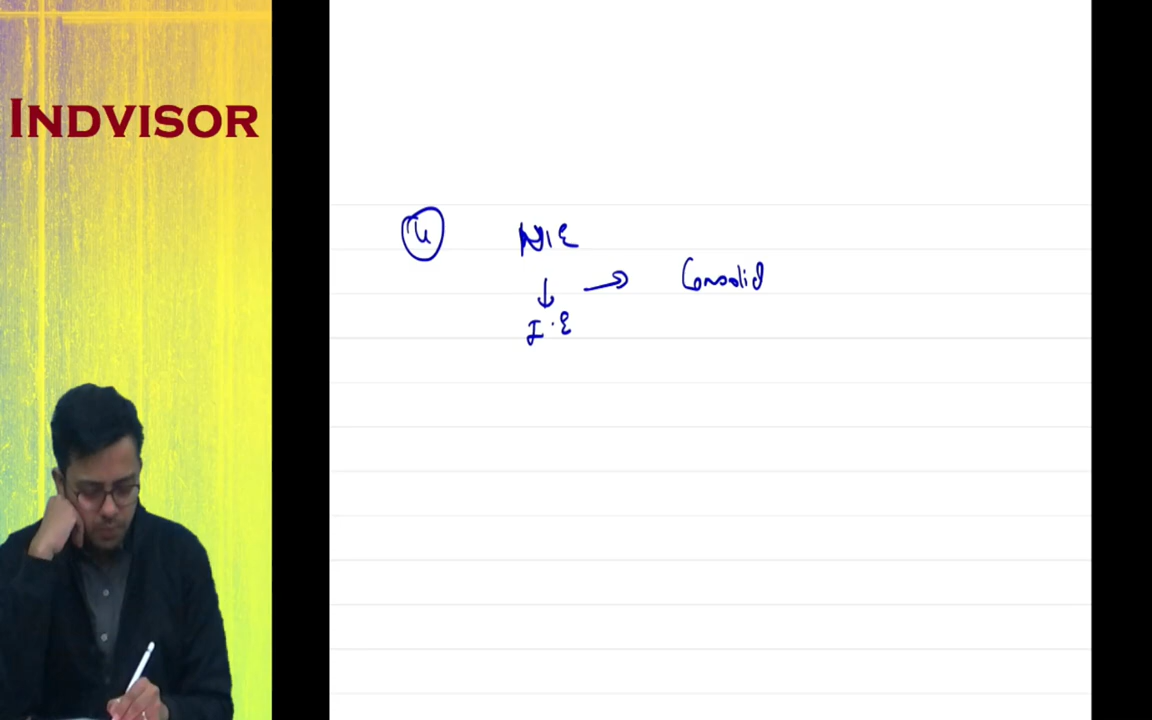 INDVISOR
4 NIE
↓ → Consolid
I.E